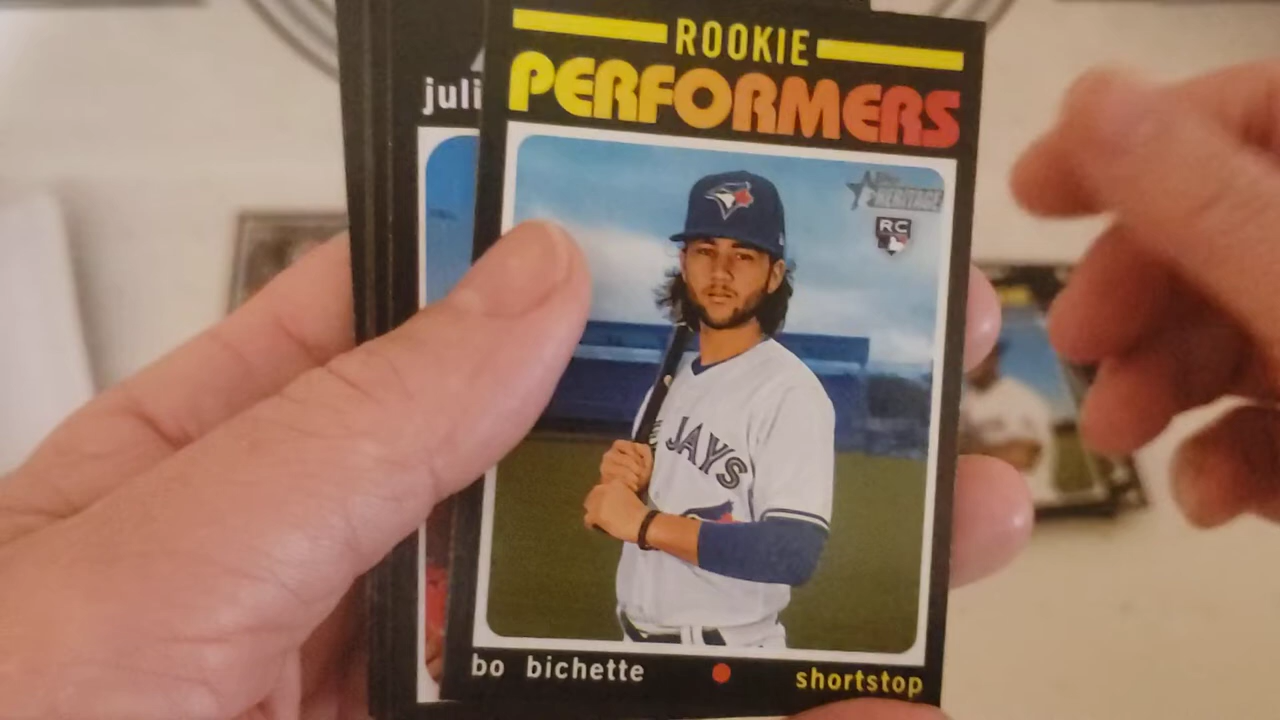 ROOKIE
PERFORMERS
juli
HERITAGE
RC
JAYS
bo bichette
shortstop